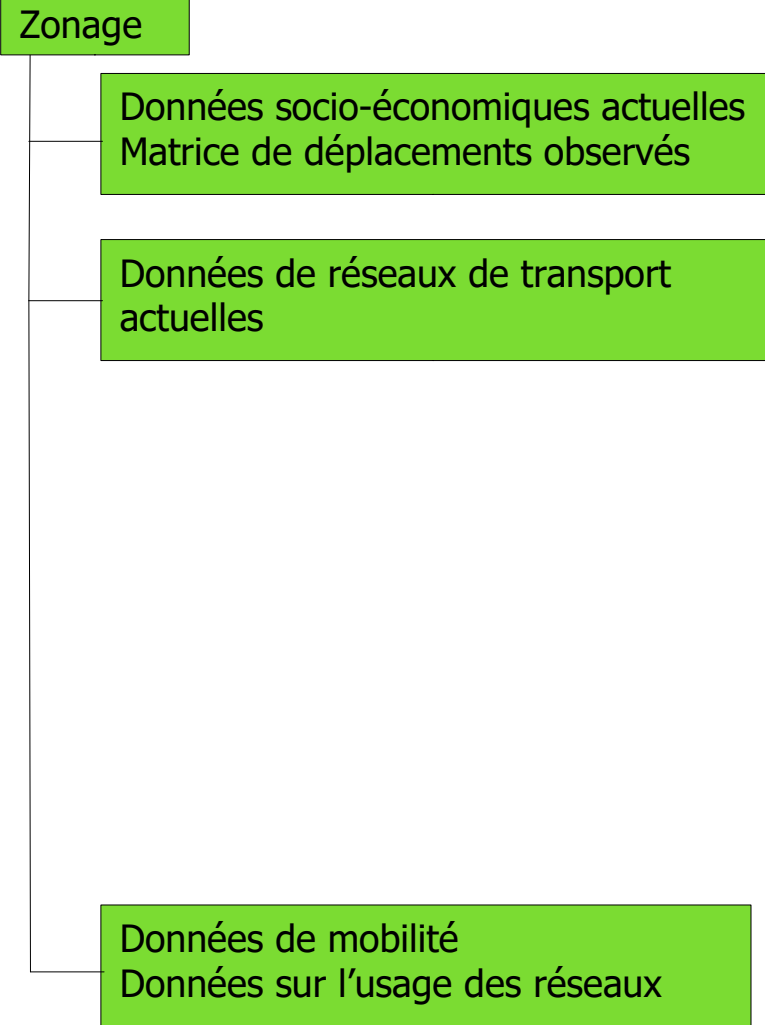 Zonage
Données socio-économiques actuelles
Matrice de déplacements observés
Données de réseaux de transport
actuelles
Données de mobilité
Données sur l’usage des réseaux